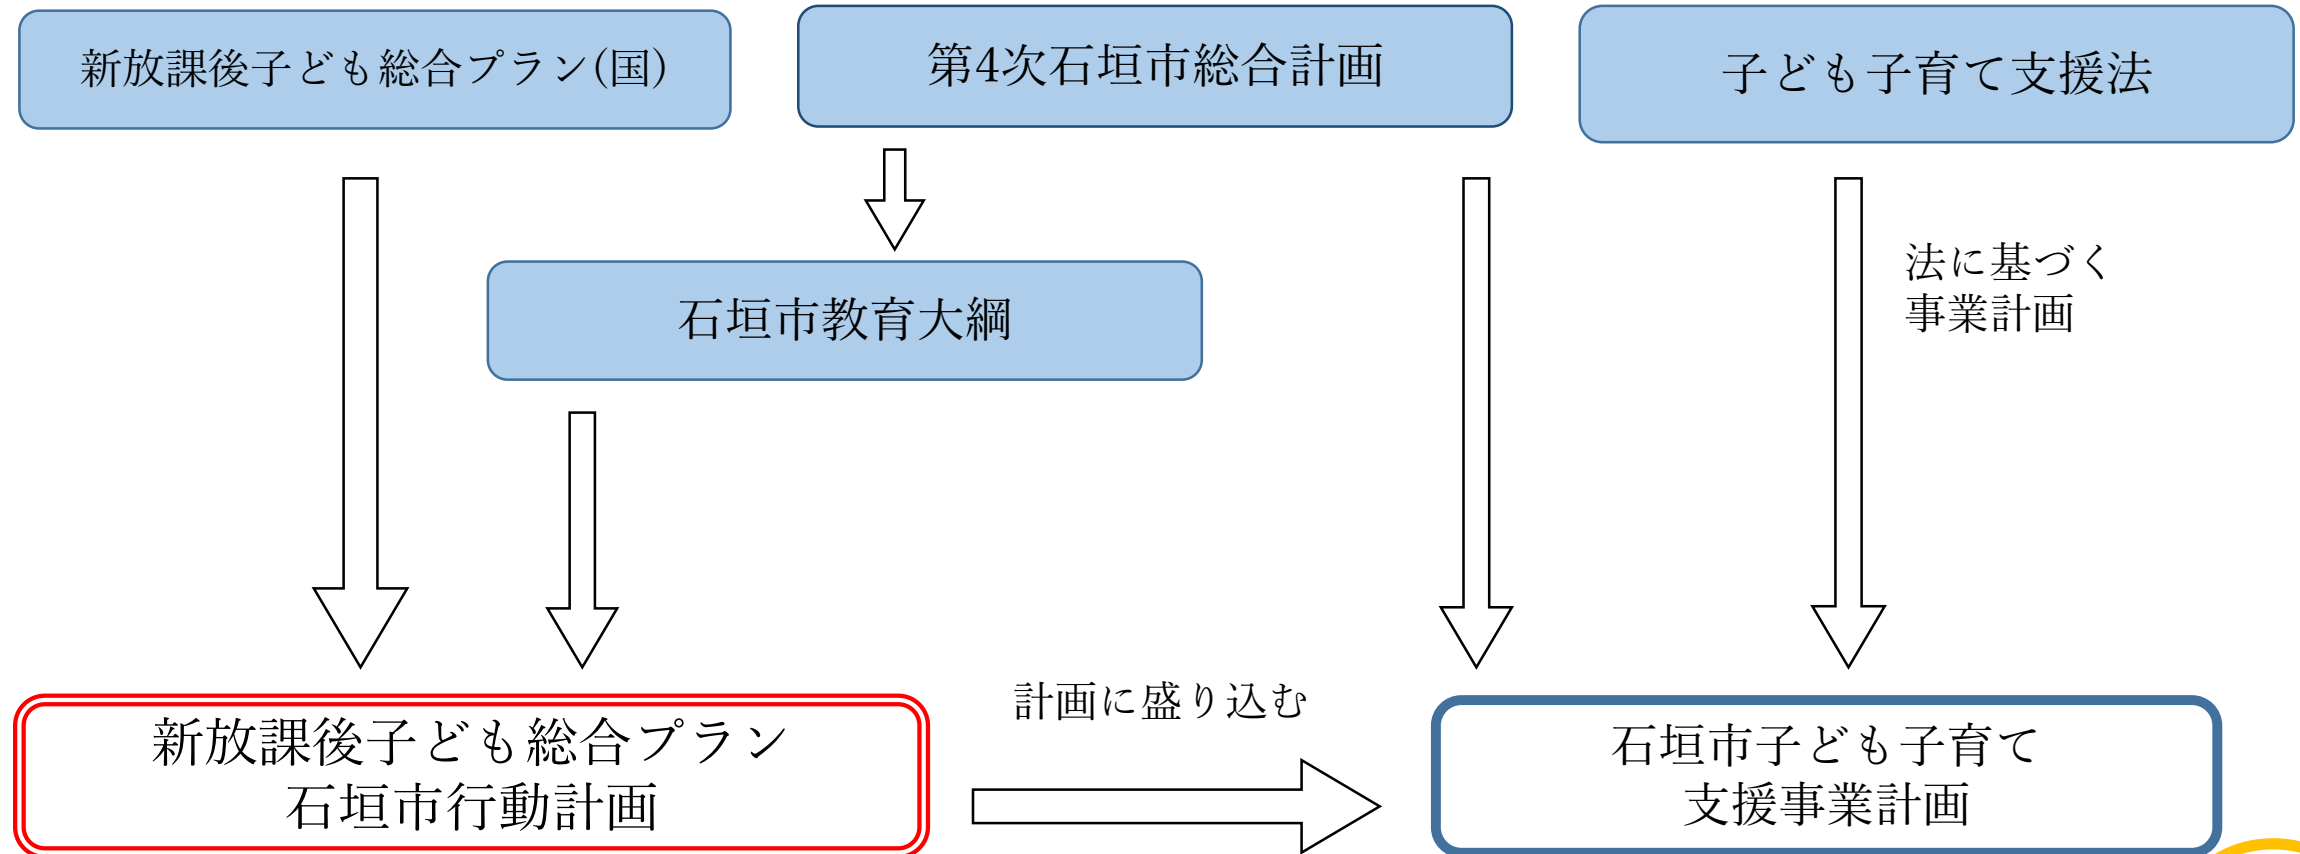 新放課後子ども総合プラン(国)
第4次石垣市総合計画
子ども子育て支援法
法に基づく
事業計画
石垣市教育大綱
計画に盛り込む
新放課後子ども総合プラン
石垣市行動計画
石垣市子ども子育て
支援事業計画